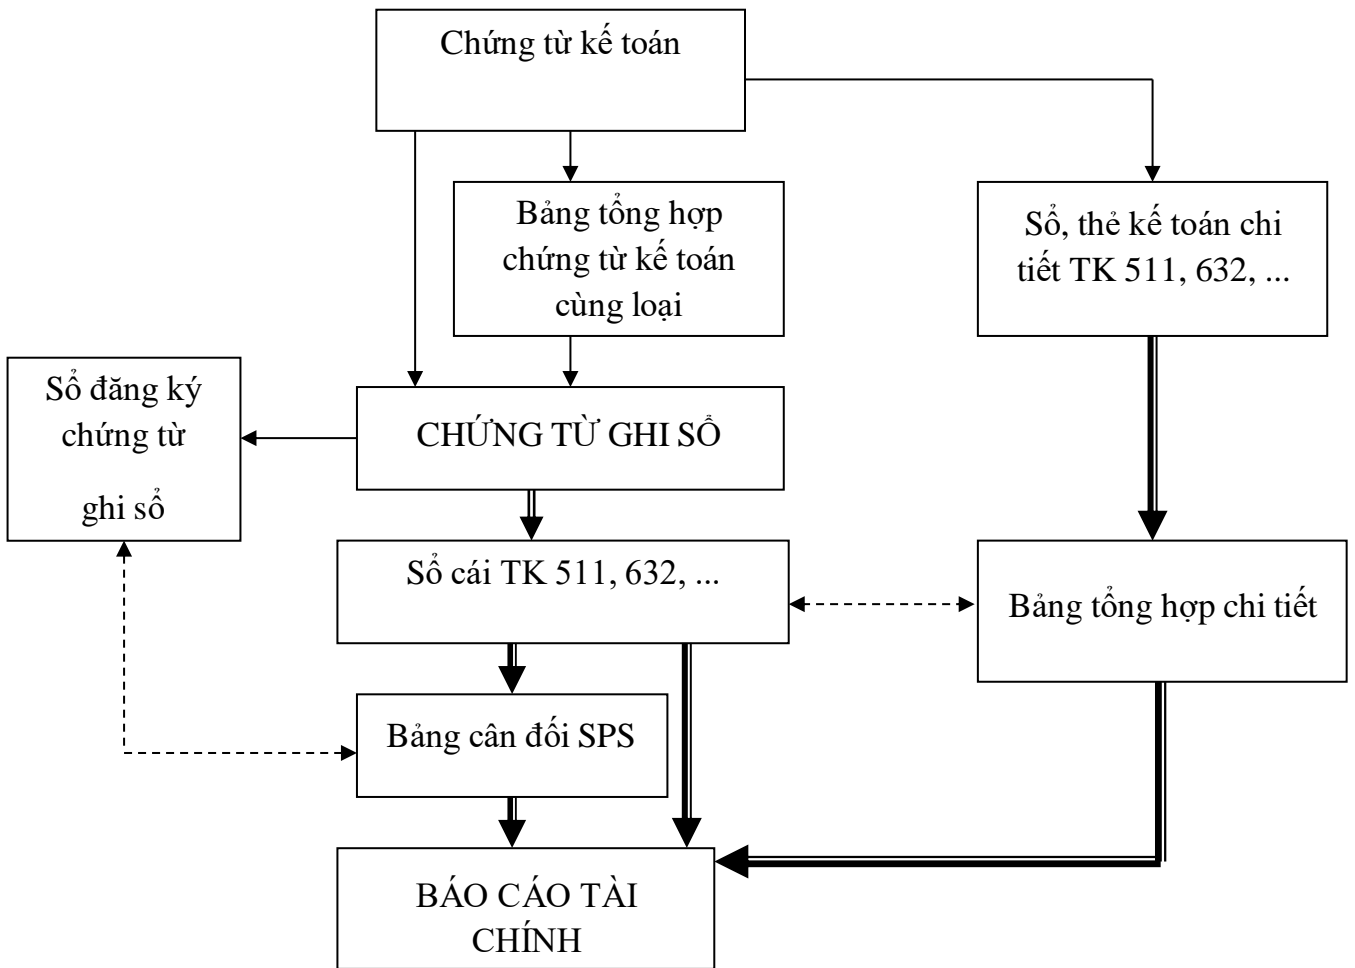 Chứng từ kế toán
Bảng tổng hợp
chứng từ kế toán
cùng loại
Sổ, thẻ kế toán chi
tiết TK 511, 632, ...
Sổ đăng ký
chứng từ
ghi sổ
CHỨNG TỪ GHI SỔ
Sổ cái TK 511, 632, ...
Bảng tổng hợp chi tiết
Bảng cân đối SPS
BÁO CÁO TÀI
CHÍNH